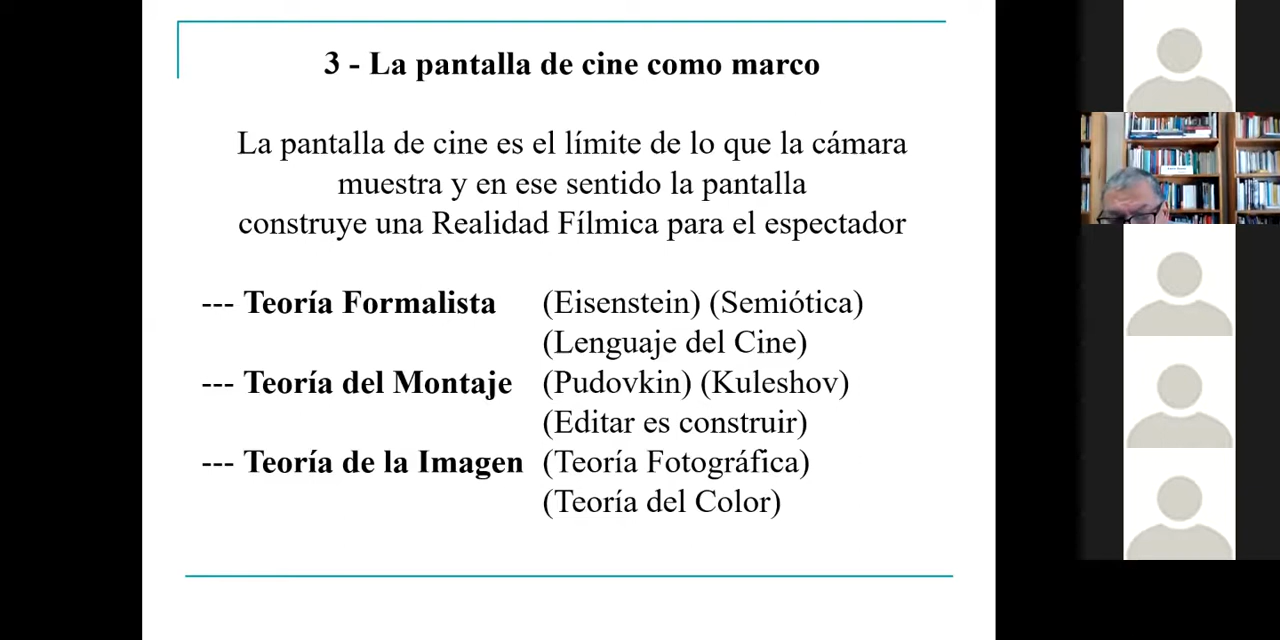 3 - La pantalla de cine como marco
La pantalla de cine es el límite de lo que la cámara
muestra y en ese sentido la pantalla
construye una Realidad Fílmica para el espectador
--- Teoría Formalista (Eisenstein) (Semiótica)
(Lenguaje del Cine)
--- Teoría del Montaje (Pudovkin) (Kuleshov)
(Editar es construir)
--- Teoría de la Imagen (Teoría Fotográfica)
(Teoría del Color)